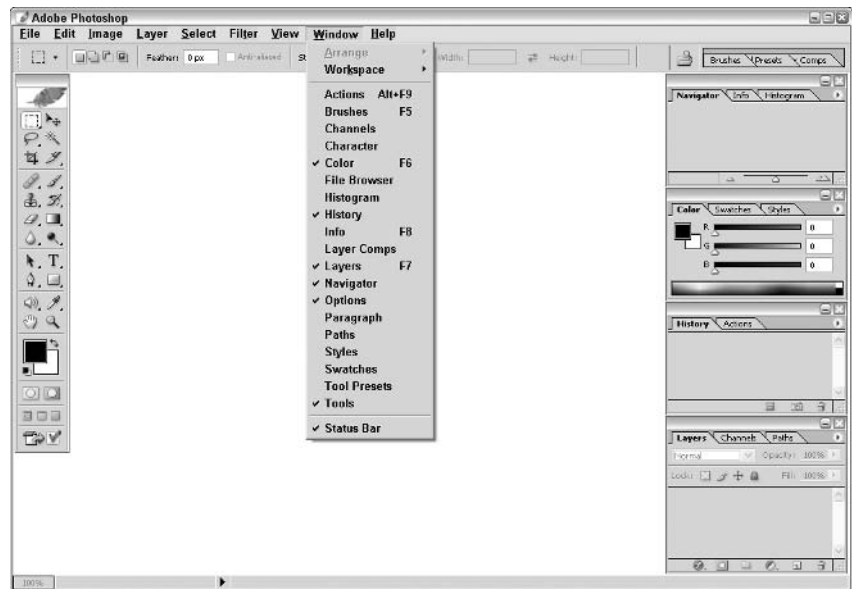 Adobe Photoshop
File Edit Image Layer Select Filter View Window Help
Feather: 0 px Anti-aliased St Width: Height: Brushes Presets Comps
Arrange
Workspace
Actions Alt+F9
Brushes F5
Channels
Character
Color F6
File Browser
Histogram
History
Info F8
Layer Comps
Layers F7
Navigator
Options
Paragraph
Paths
Styles
Swatches
Tool Presets
Tools
Status Bar
Navigator Info Histogram
Color Swatches Styles
R 0
G 0
B 0
History Actions
Layers Channels Paths
Normal Opacity: 100%
Lock: Fill: 100%
100%